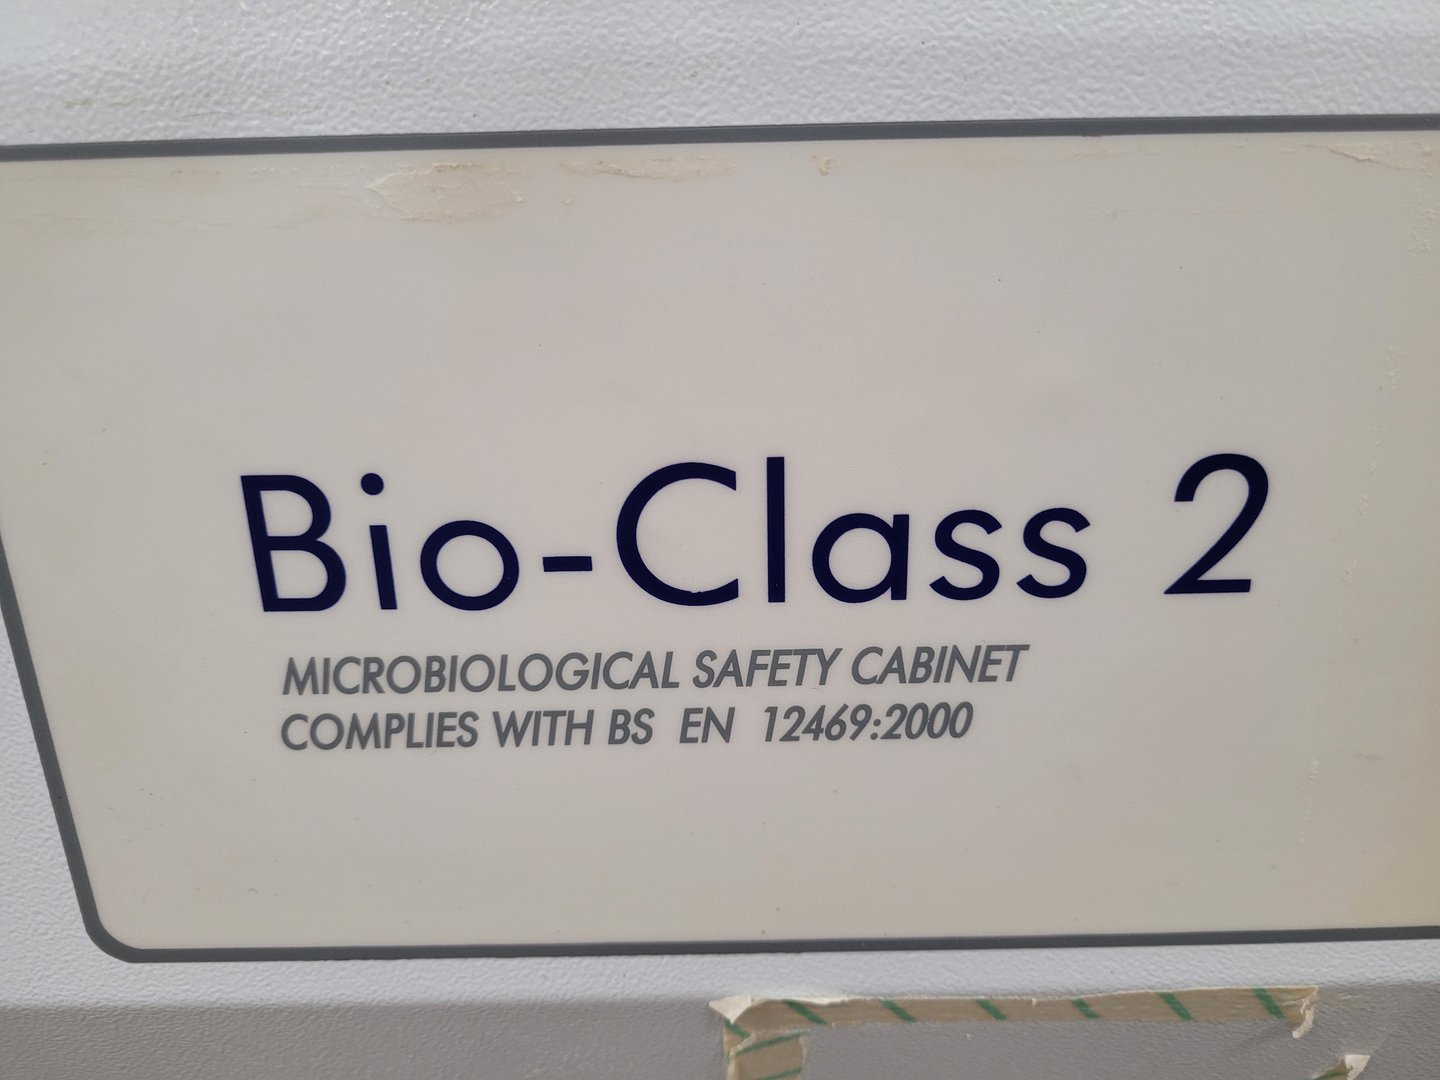 Bio-Class 2
MICROBIOLOGICAL SAFETY CABINET
COMPLIES WITH BS EN 12469:2000